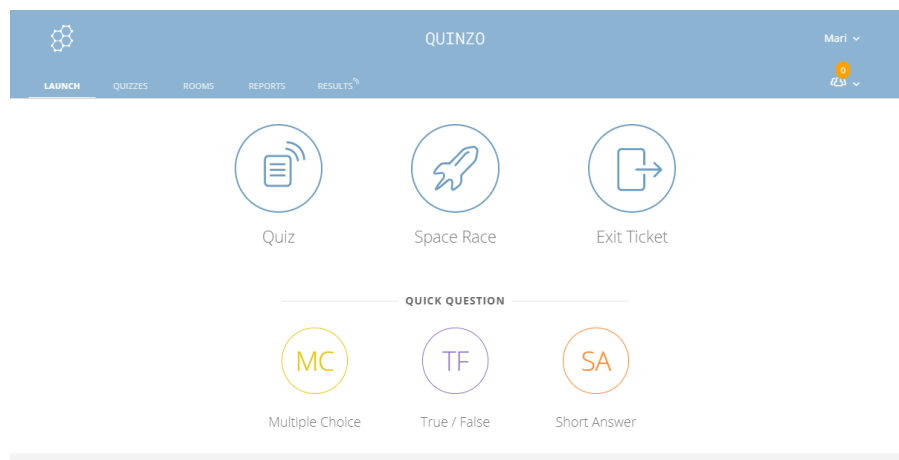 QUINZO
Mari
0
LAUNCH QUIZZES ROOMS REPORTS RESULTS
Quiz Space Race Exit Ticket
QUICK QUESTION
MC TF SA
Multiple Choice True / False Short Answer